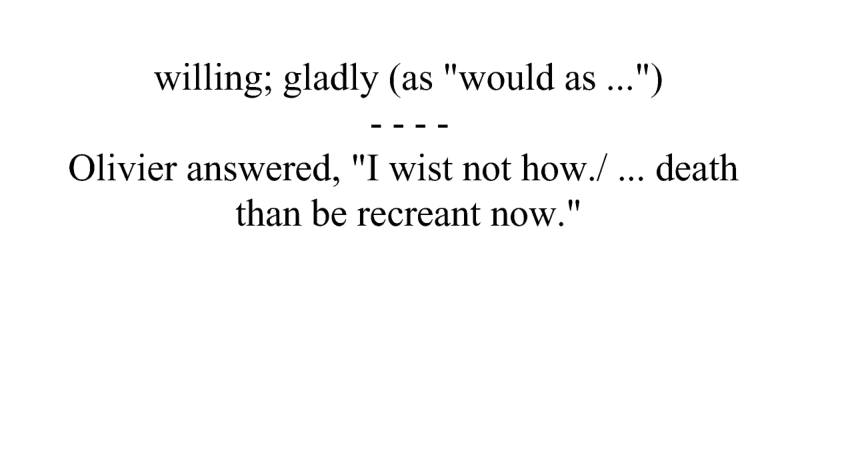 willing; gladly (as "would as ...")
- - - -
Olivier answered, "I wist not how./ ... death
than be recreant now."